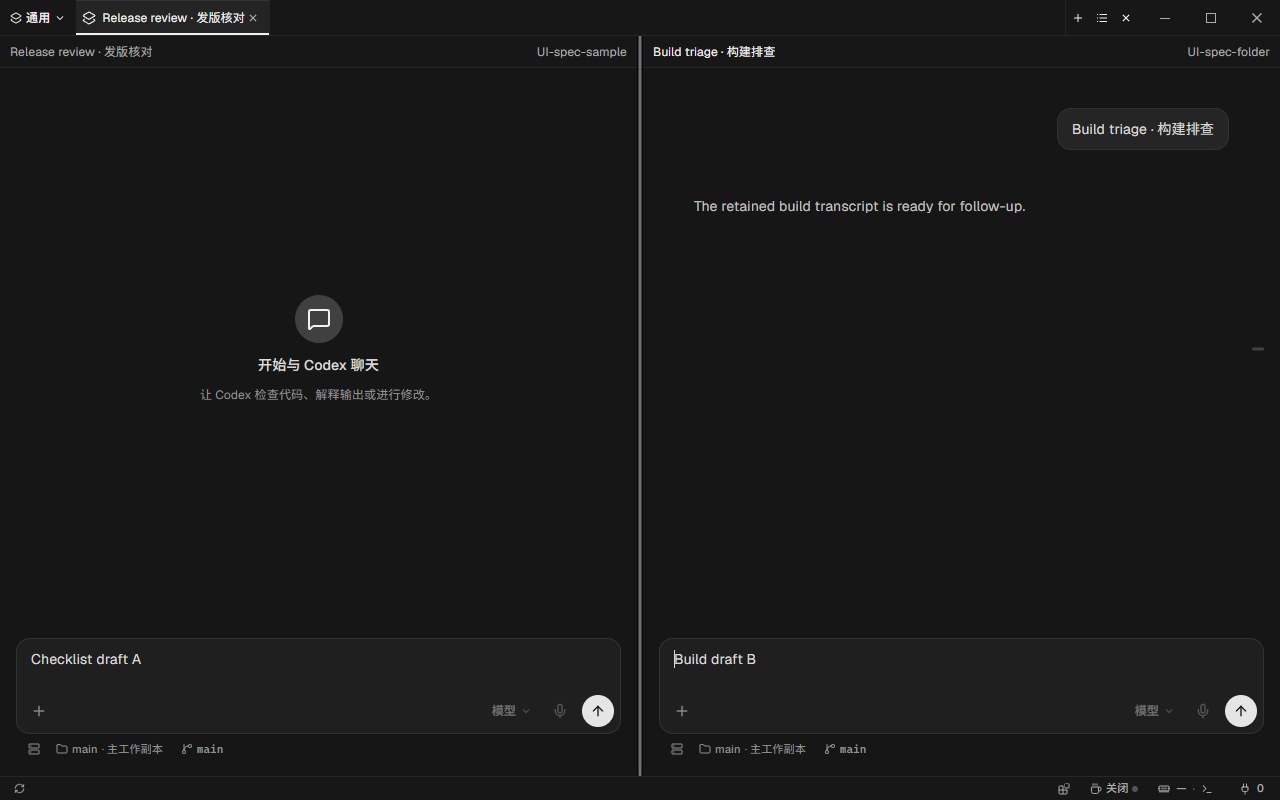 通用
Release review · 发版核对
Release review · 发版核对
UI-spec-sample
Build triage · 构建排查
UI-spec-folder
Build triage · 构建排查
The retained build transcript is ready for follow-up.
开始与 Codex 聊天
让 Codex 检查代码、解释输出或进行修改。
Checklist draft A
模型
main · 主工作副本
main
Build draft B
模型
main · 主工作副本
main
关闭
— ·
0